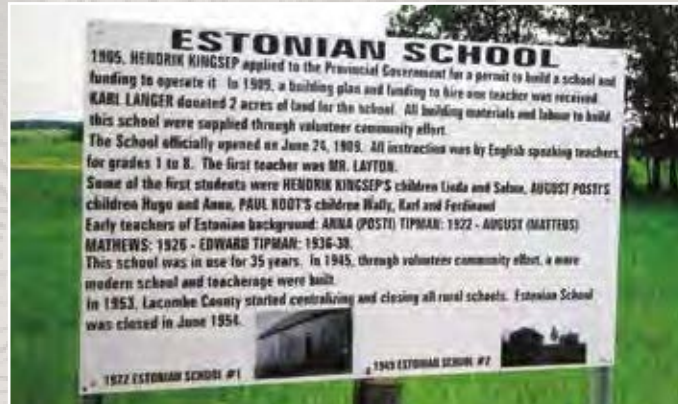 ESTONIAN SCHOOL
1905, HENDRIK KINGSEP applied to the Provincial Government for a permit to build a school and
funding to operate it. In 1909, a building plan and funding to hire one teacher was received.
KARL LANGER donated 2 acres of land for the school. All building materials and labour to build
this school were supplied through volunteer community effort.
The School officially opened on June 24, 1909. All instruction was by English speaking teachers,
for grades 1 to 8. The first teacher was MR. LAYTON.
Some of the first students were HENDRIK KINGSEP'S children Linda and Salme, AUGUST POSTI'S
children Hugo and Anna, PAUL KOOT'S children Wally, Karl and Ferdinand
Early teachers of Estonian background: ANNA (POSTI) TIPMAN: 1922 - AUGUST (MATTEUS)
MATHEWS: 1926 - EDWARD TIPMAN: 1936-38.
This school was in use for 35 years. In 1945, through volunteer community effort, a more
modern school and teacherage were built.
In 1953, Lacombe County started centralizing and closing all rural schools. Estonian School
was closed in June 1954.
1922 ESTONIAN SCHOOL #1
1949 ESTONIAN SCHOOL #2